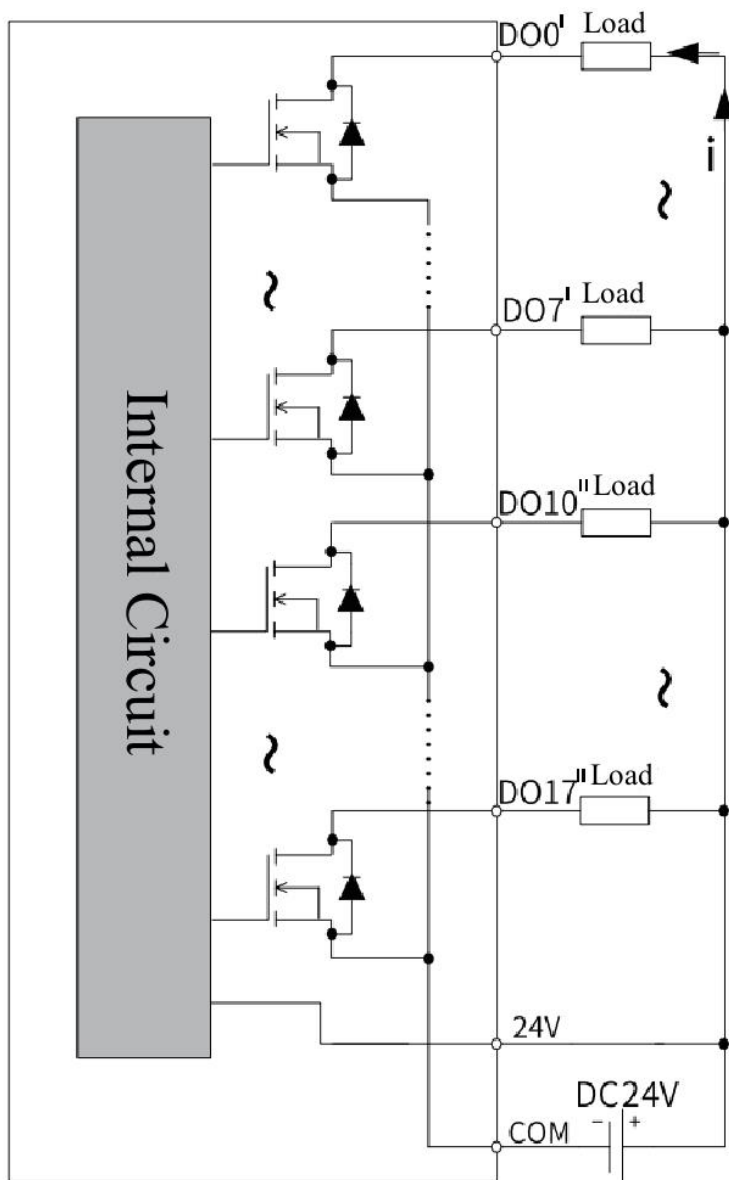 DO0' Load
i
DO7' Load
Internal Circuit
DO10" Load
DO17" Load
24V
DC24V
- +
COM